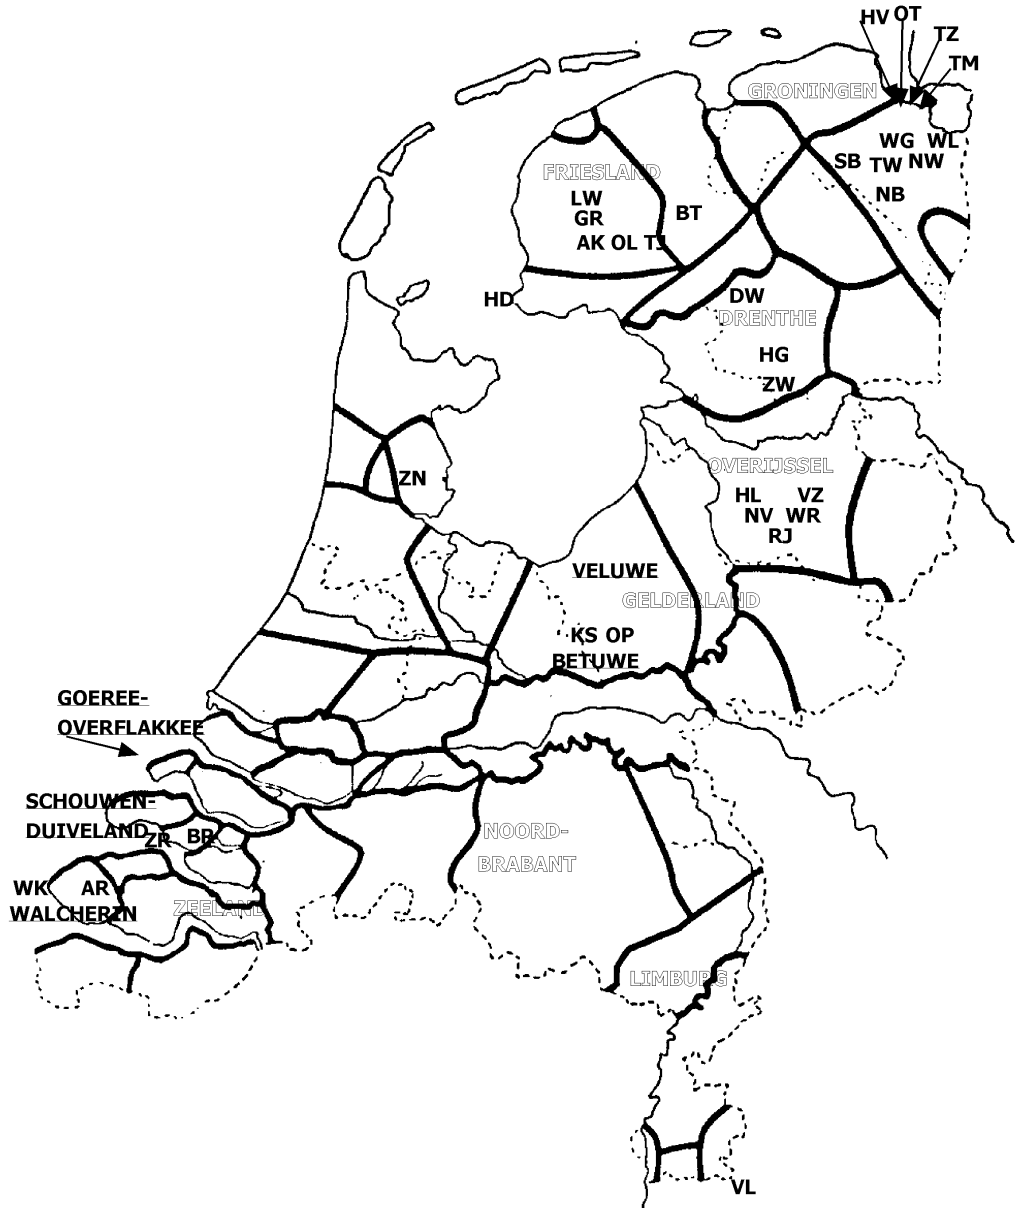 HV OT
TZ
TM
GRONINGEN
WG WL
SB TW NW
NB
FRIESLAND
LW
GR
BT
AK OL TJ
HD
DW
DRENTHE
HG
ZW
ZN
OVERIJSSEL
HL VZ
NV WR
RJ
VELUWE
GELDERLAND
KS OP
BETUWE
GOEREE-
OVERFLAKKEE
SCHOUWEN-
DUIVELAND
ZR BR
NOORD-
BRABANT
WK AR
WALCHERIN
ZEELAND
LIMBURG
VL